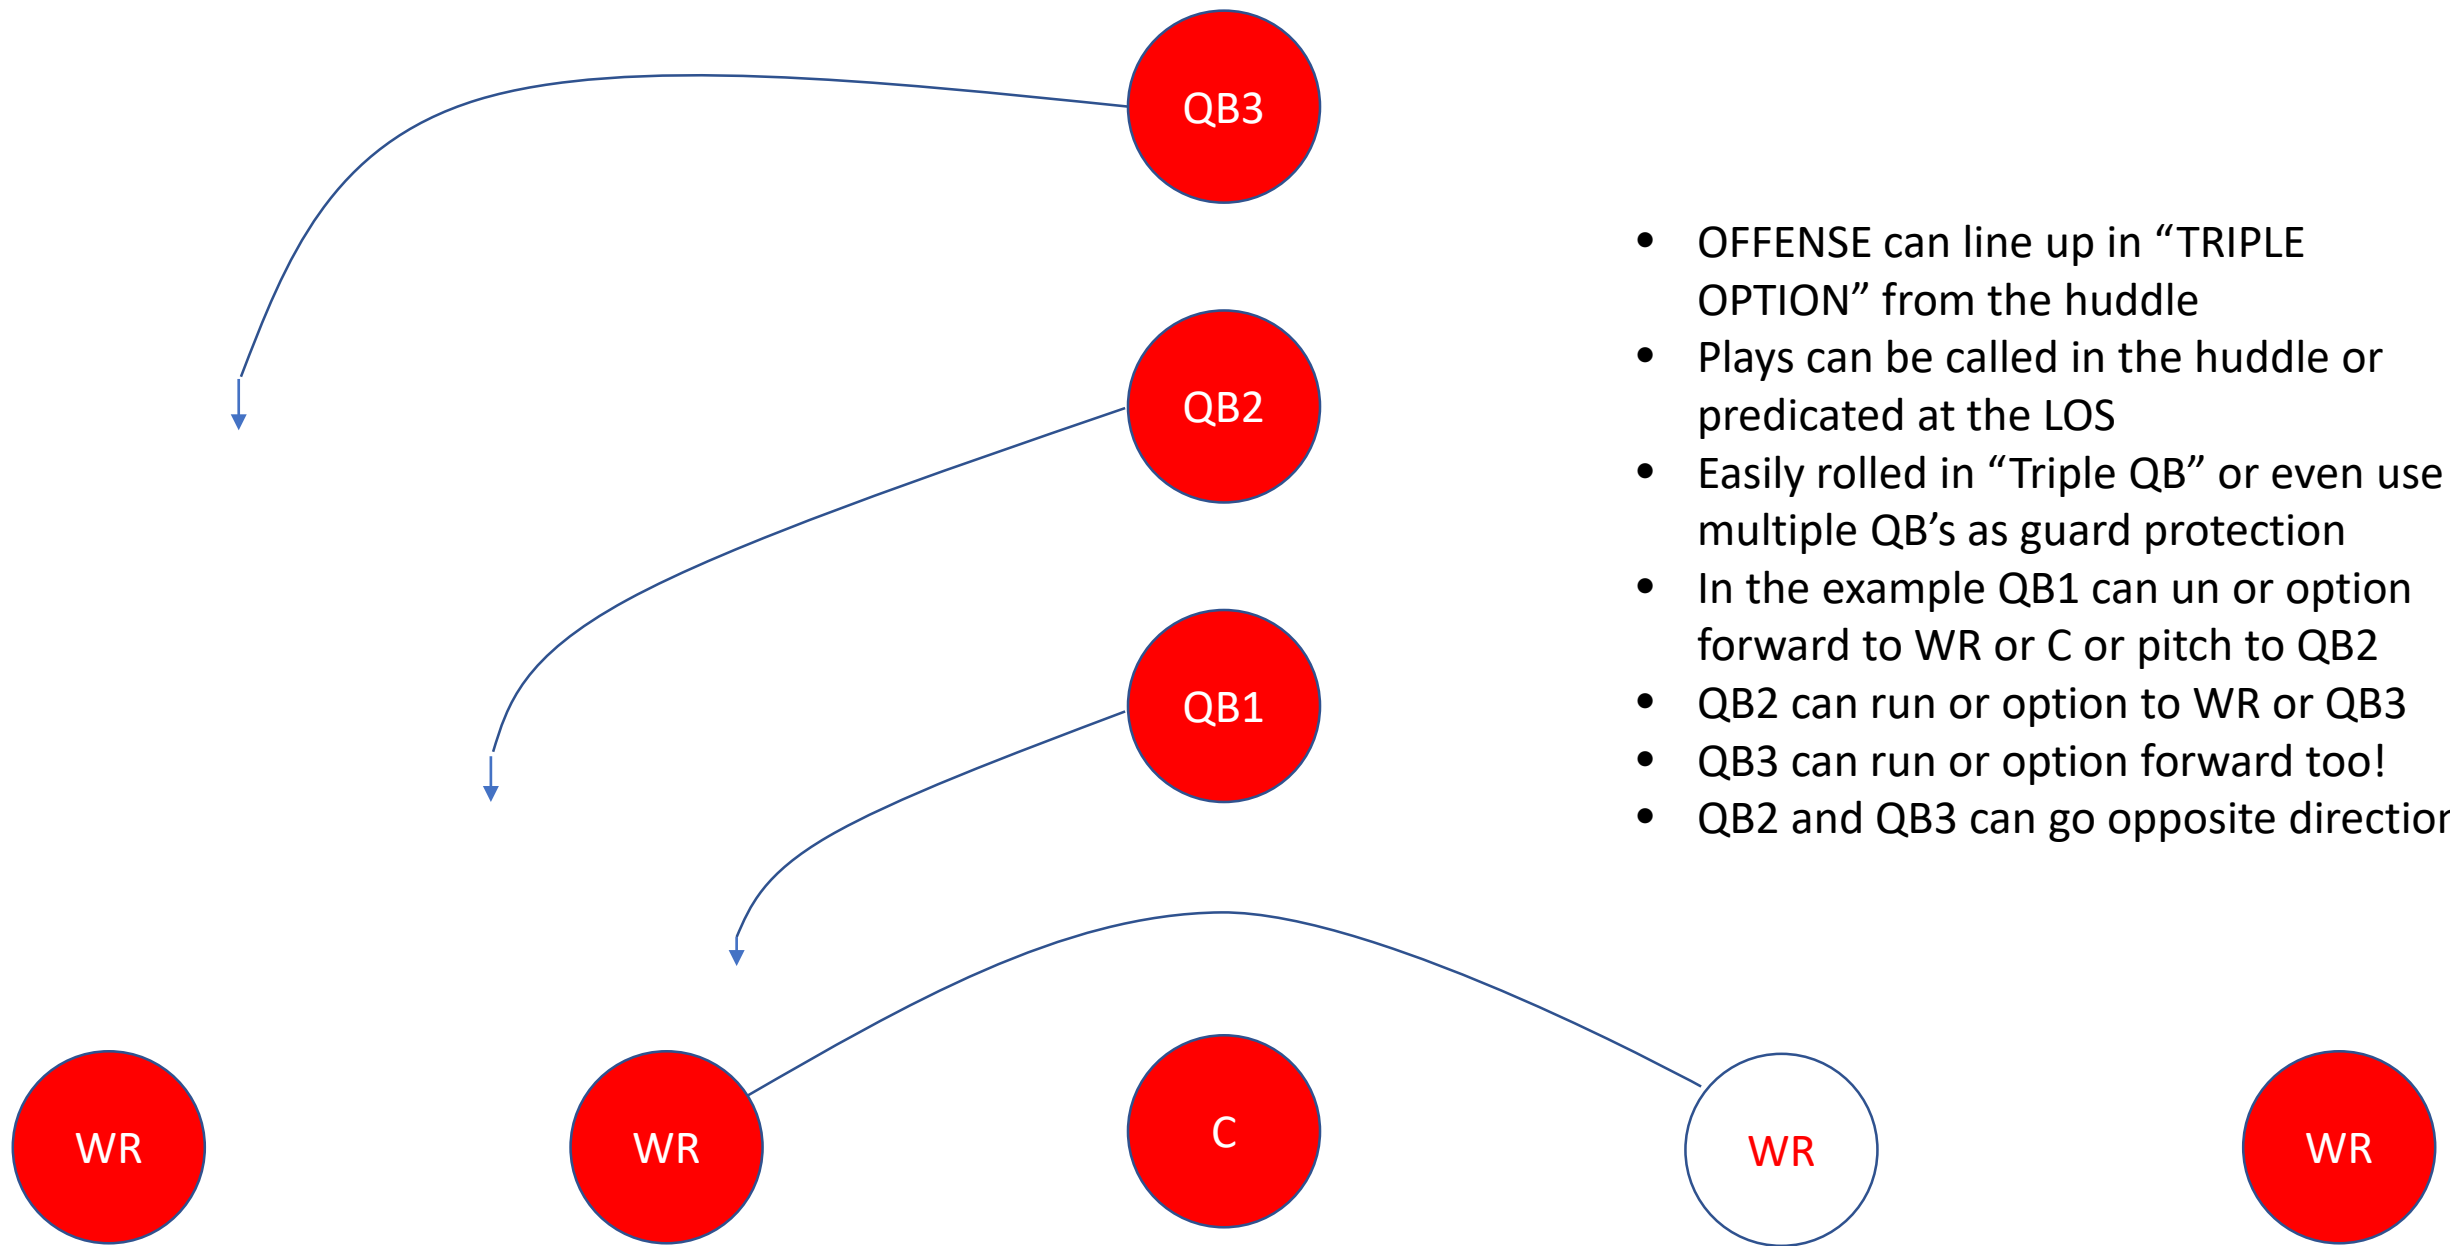 QB3
• OFFENSE can line up in “TRIPLE
OPTION” from the huddle
• Plays can be called in the huddle or
predicated at the LOS
QB2
• Easily rolled in “Triple QB” or even use
multiple QB’s as guard protection
• In the example QB1 can un or option
forward to WR or C or pitch to QB2
QB1
• QB2 can run or option to WR or QB3
• QB3 can run or option forward too!
• QB2 and QB3 can go opposite direction
WR
WR
C
WR
WR